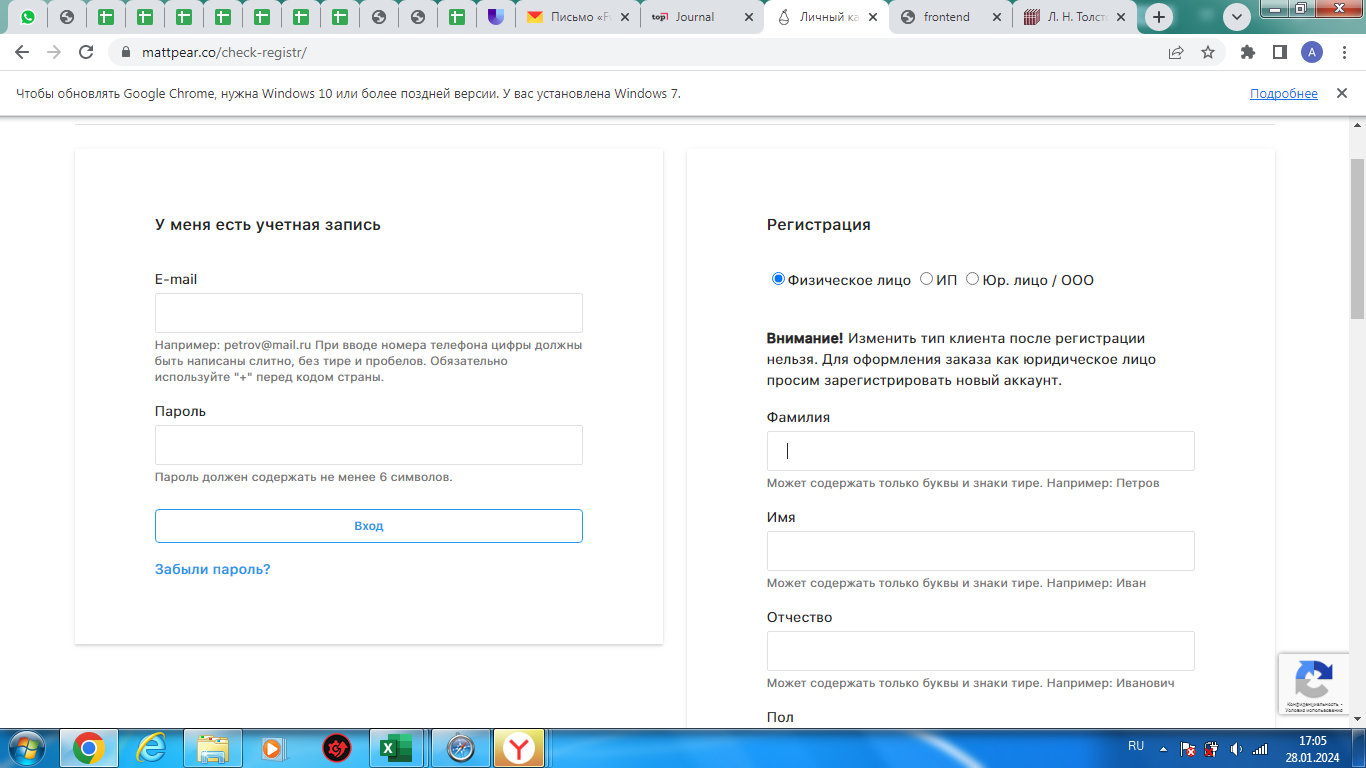 Письмо «F
top1 Journal
Личный ка
frontend
Л. Н. Толст
mattpear.co/check-registr/
A
Чтобы обновлять Google Chrome, нужна Windows 10 или более поздней версии. У вас установлена Windows 7.
Подробнее
У меня есть учетная запись
E-mail
Например: petrov@mail.ru При вводе номера телефона цифры должны
быть написаны слитно, без тире и пробелов. Обязательно
используйте "+" перед кодом страны.
Пароль
Пароль должен содержать не менее 6 символов.
Вход
Забыли пароль?
Регистрация
Физическое лицо ИП Юр. лицо / ООО
Внимание! Изменить тип клиента после регистрации
нельзя. Для оформления заказа как юридическое лицо
просим зарегистрировать новый аккаунт.
Фамилия
Может содержать только буквы и знаки тире. Например: Петров
Имя
Может содержать только буквы и знаки тире. Например: Иван
Отчество
Может содержать только буквы и знаки тире. Например: Иванович
Пол
Конфиденциальность -
Условия использования
RU
17:05
28.01.2024